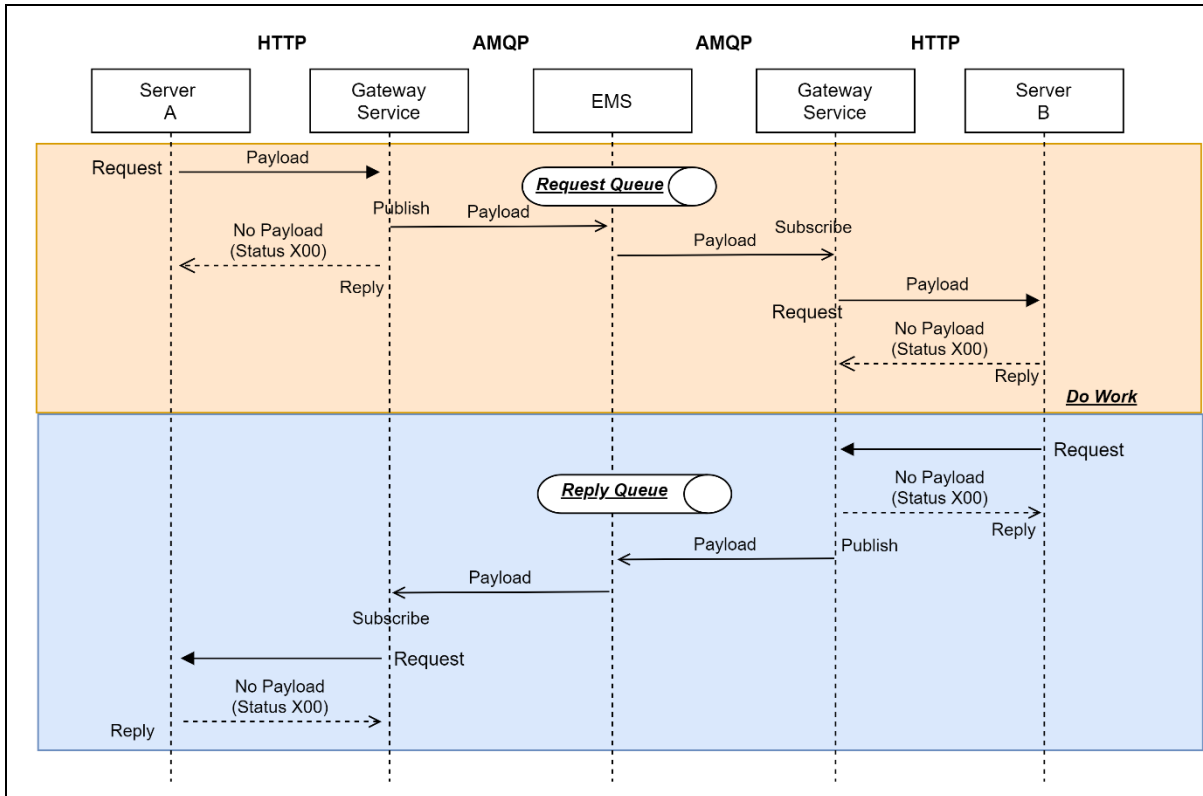 HTTP
AMQP
AMQP
HTTP
Server
A
Gateway
Service
EMS
Gateway
Service
Server
B
Request
Payload
Request Queue
Publish
Payload
Subscribe
No Payload
(Status X00)
Payload
Reply
Payload
Request
No Payload
(Status X00)
Reply
Do Work
Request
No Payload
(Status X00)
Reply Queue
Reply
Payload
Publish
Payload
Subscribe
Request
No Payload
(Status X00)
Reply